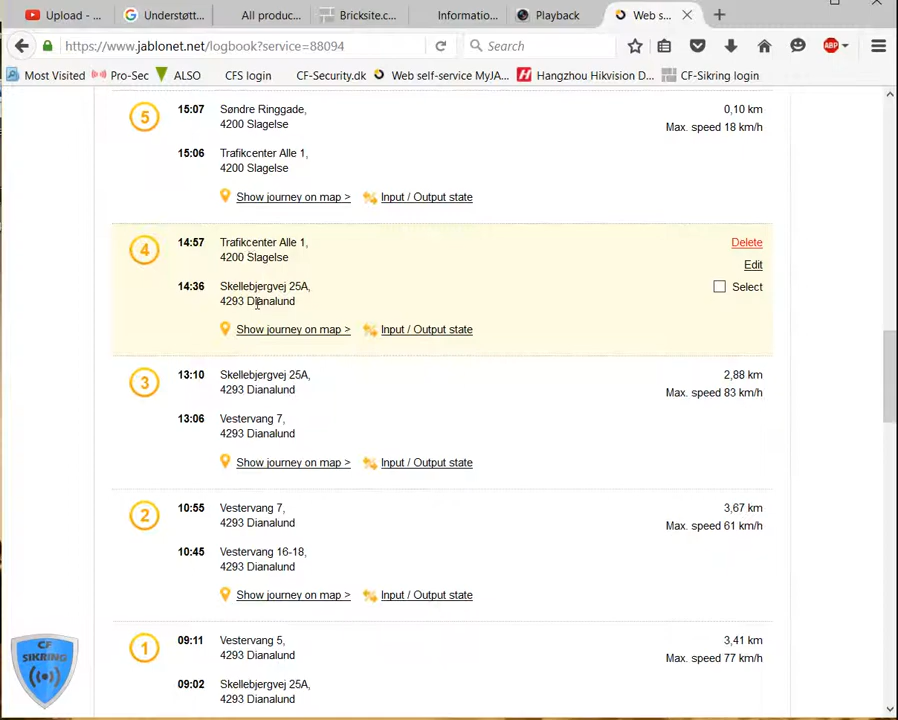 Upload - ...
Understøtt...
All produc...
Bricksite.c...
Informatio...
Playback
Web s...
https://www.jablonet.net/logbook?service=88094
Search
ABP
Most Visited
Pro-Sec
ALSO
CFS login
CF-Security.dk
Web self-service MyJA...
Hangzhou Hikvision D...
CF-Sikring login
5
15:07
Søndre Ringgade,
4200 Slagelse
0,10 km
Max. speed 18 km/h
15:06
Trafikcenter Alle 1,
4200 Slagelse
Show journey on map >
Input / Output state
4
14:57
Trafikcenter Alle 1,
4200 Slagelse
Delete
Edit
14:36
Skellebjergvej 25A,
4293 Dianalund
Select
Show journey on map >
Input / Output state
3
13:10
Skellebjergvej 25A,
4293 Dianalund
2,88 km
Max. speed 83 km/h
13:06
Vestervang 7,
4293 Dianalund
Show journey on map >
Input / Output state
2
10:55
Vestervang 7,
4293 Dianalund
3,67 km
Max. speed 61 km/h
10:45
Vestervang 16-18,
4293 Dianalund
Show journey on map >
Input / Output state
1
09:11
Vestervang 5,
4293 Dianalund
3,41 km
Max. speed 77 km/h
09:02
Skellebjergvej 25A,
4293 Dianalund
CF
SIKRING